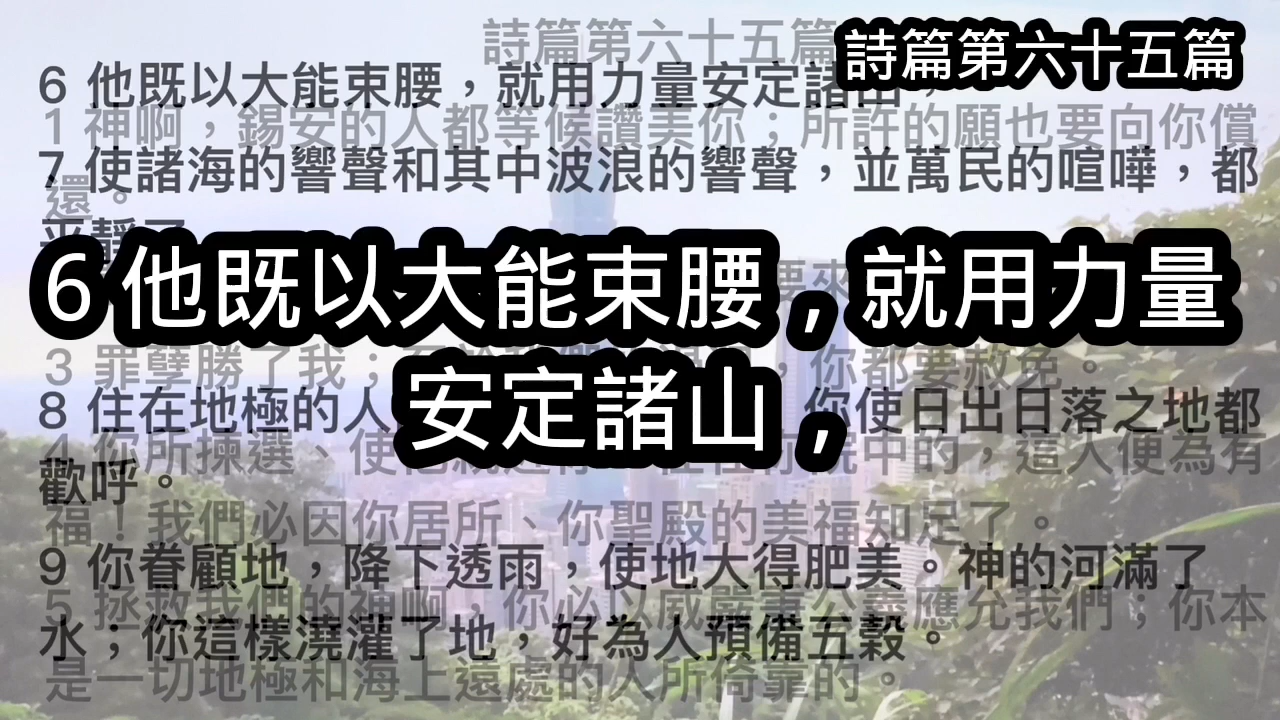 詩篇第六十五篇
詩篇第六十五篇
6 他既以大能束腰，就用力量安定諸山，
1 神啊，錫安的人都等候讚美你；所許的願也要向你償
7 使諸海的響聲和其中波浪的響聲，並萬民的喧嘩，都
還。
平靜了
要來
6 他既以大能束腰，就用力量
3 罪孽勝了我；你都要赦免。
安定諸山，
8 住在地極的人 你使日出日落之地都
4 你所揀選、使 院中的，這人便為有
歡呼。
福！我們必因你居所、你聖殿的美福知足了。
9 你眷顧地，降下透雨，使地大得肥美。神的河滿了
5 拯救我們的神啊，你必以威嚴秉公義應允我們；你本
水；你這樣澆灌了地，好為人預備五穀。
是一切地極和海上遠處的人所倚靠的。